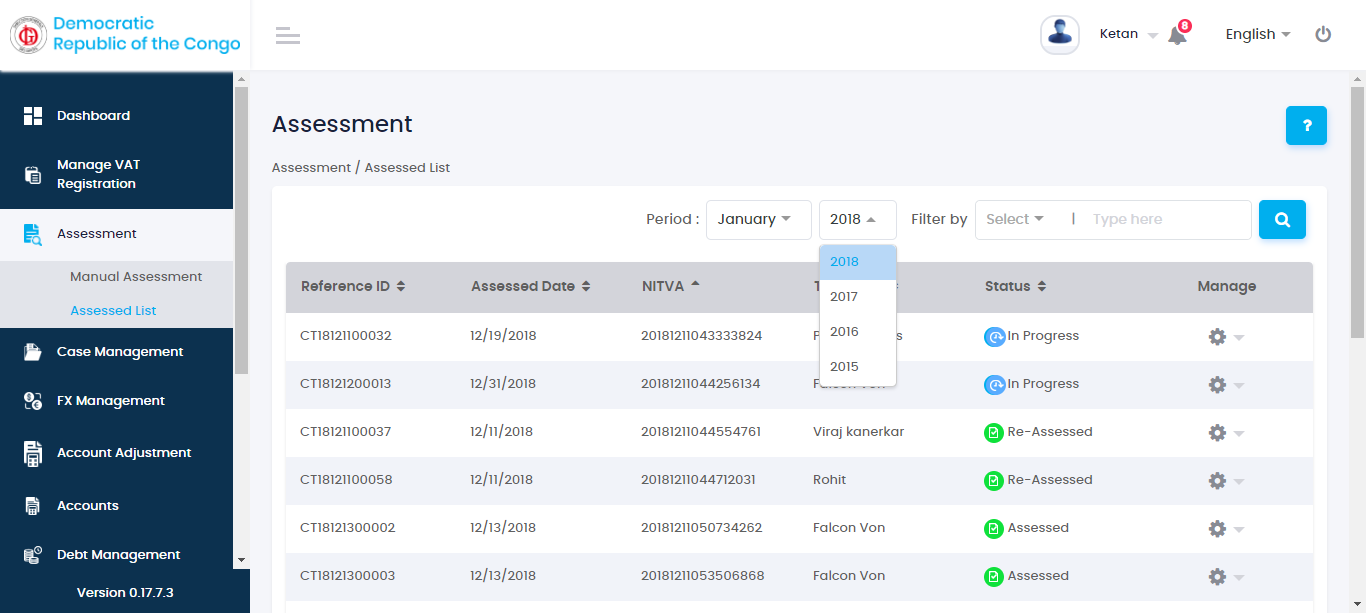 Democratic
Republic of the Congo
Ketan
8
English
Dashboard
Manage VAT
Registration
Assessment
Manual Assessment
Assessed List
Case Management
FX Management
Account Adjustment
Accounts
Debt Management
Version 0.17.7.3
Assessment
?
Assessment / Assessed List
Period : January 2018 Filter by Select | Type here
2018
2017
2016
2015
Reference ID Assessed Date NITVA Status Manage
CT18121100032 12/19/2018 20181211043333824 In Progress
CT18121200013 12/31/2018 20181211044256134 Falcon Von In Progress
CT18121100037 12/11/2018 20181211044554761 Viraj kanerkar Re-Assessed
CT18121100058 12/11/2018 20181211044712031 Rohit Re-Assessed
CT18121300002 12/13/2018 20181211050734262 Falcon Von Assessed
CT18121300003 12/13/2018 20181211053506868 Falcon Von Assessed